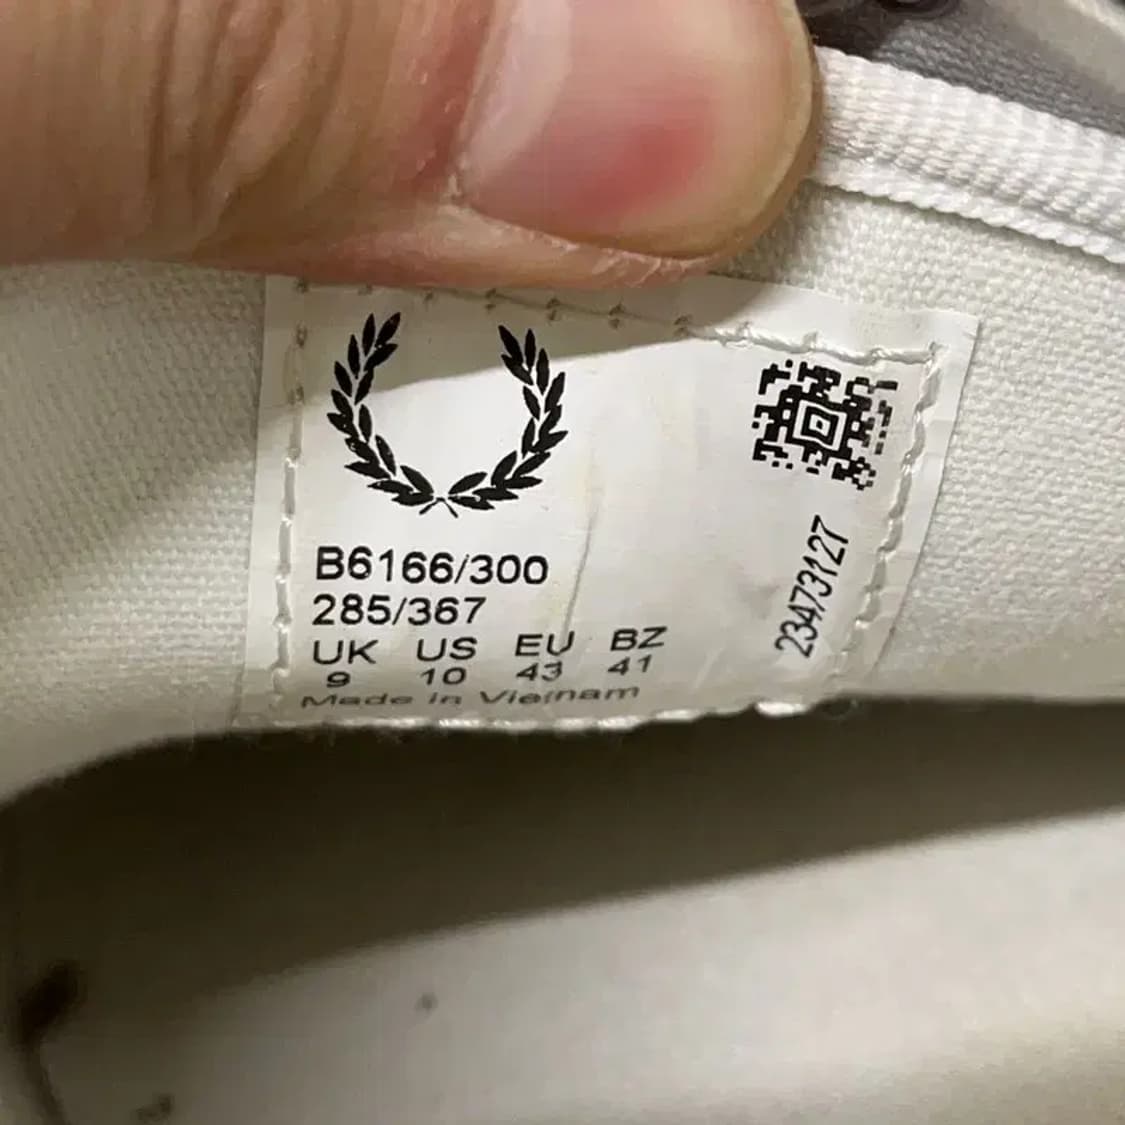 B6166/300
285/367
UK US EU BZ
9 10 43 41
Made in Vietnam
23473127